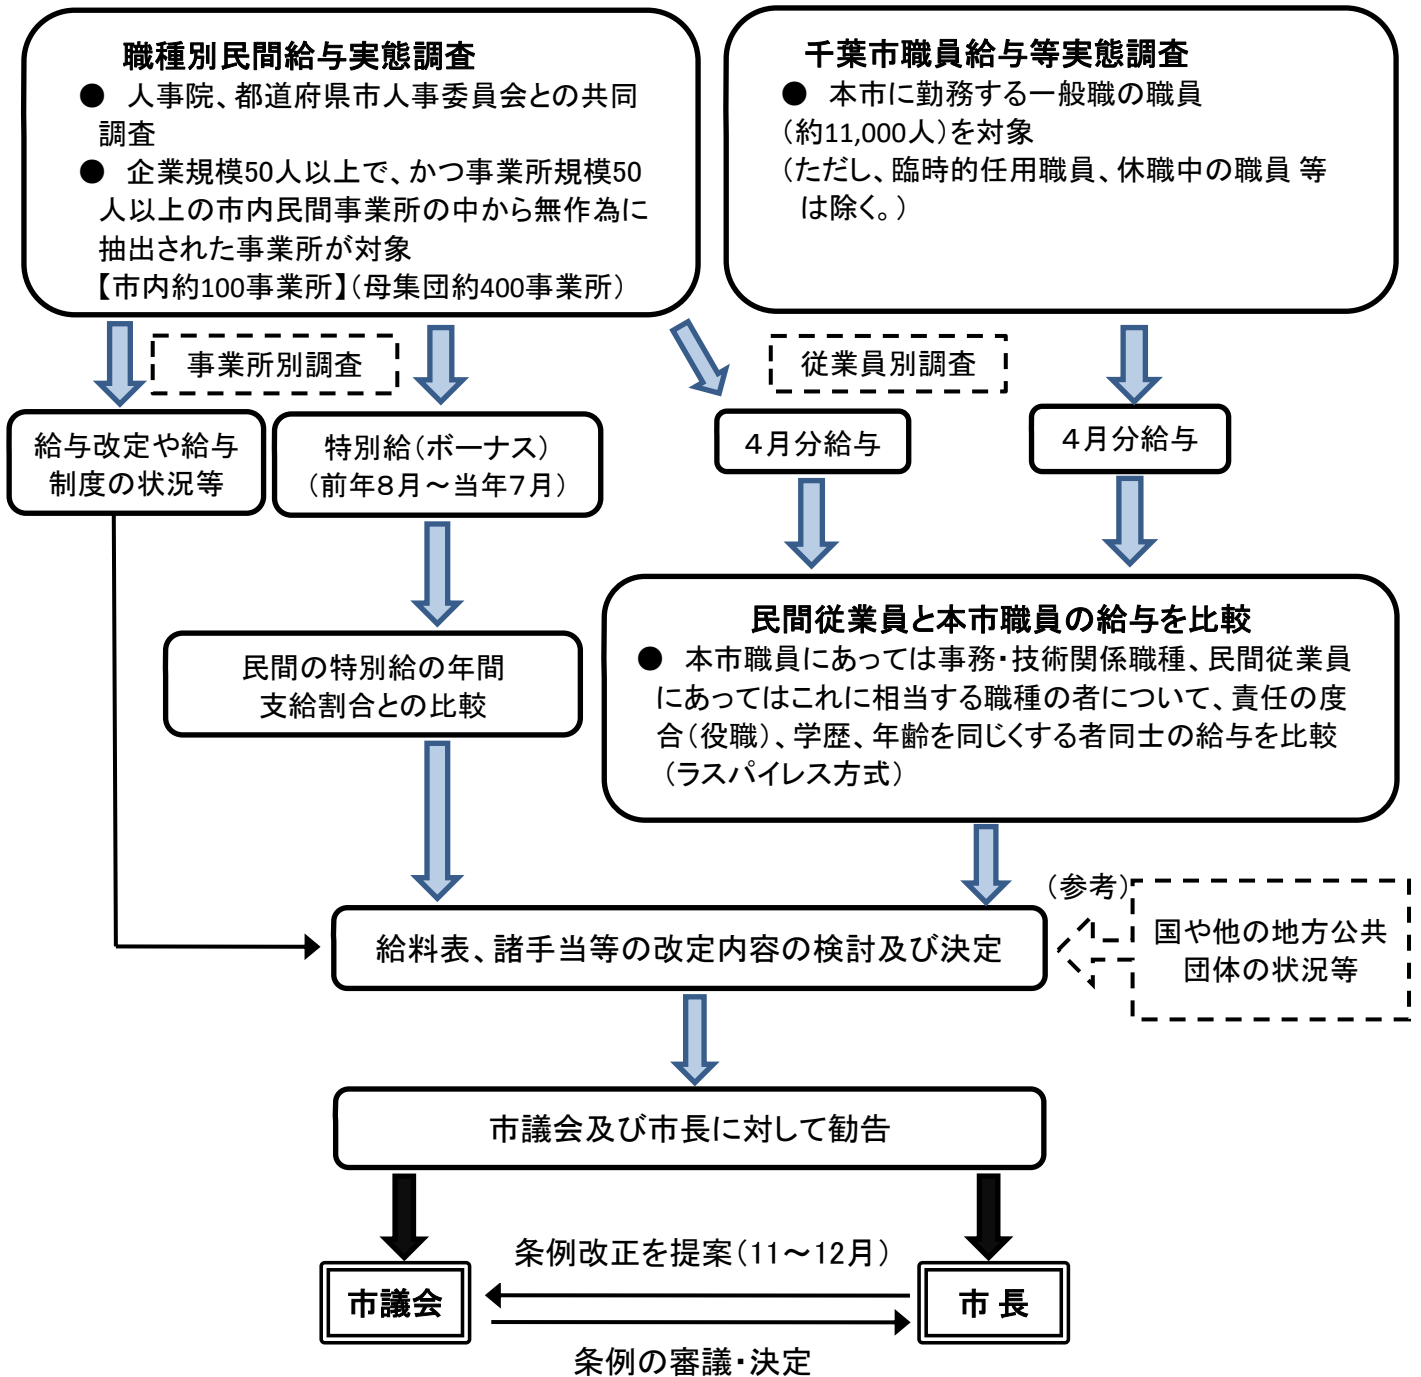 職種別民間給与実態調査
● 人事院、都道府県市人事委員会との共同
調査
● 企業規模50人以上で、かつ事業所規模50
人以上の市内民間事業所の中から無作為に
抽出された事業所が対象
【市内約100事業所】(母集団約400事業所)
千葉市職員給与等実態調査
● 本市に勤務する一般職の職員
(約11,000人)を対象
(ただし、臨時的任用職員、休職中の職員 等
は除く。)
事業所別調査
従業員別調査
給与改定や給与
制度の状況等
特別給(ボーナス)
(前年8月～当年7月)
4月分給与
4月分給与
民間の特別給の年間
支給割合との比較
民間従業員と本市職員の給与を比較
● 本市職員にあっては事務・技術関係職種、民間従業員
にあってはこれに相当する職種の者について、責任の度
合(役職)、学歴、年齢を同じくする者同士の給与を比較
(ラスパイレス方式)
(参考)
国や他の地方公共
団体の状況等
給料表、諸手当等の改定内容の検討及び決定
市議会及び市長に対して勧告
条例改正を提案(11～12月)
市議会
市 長
条例の審議・決定